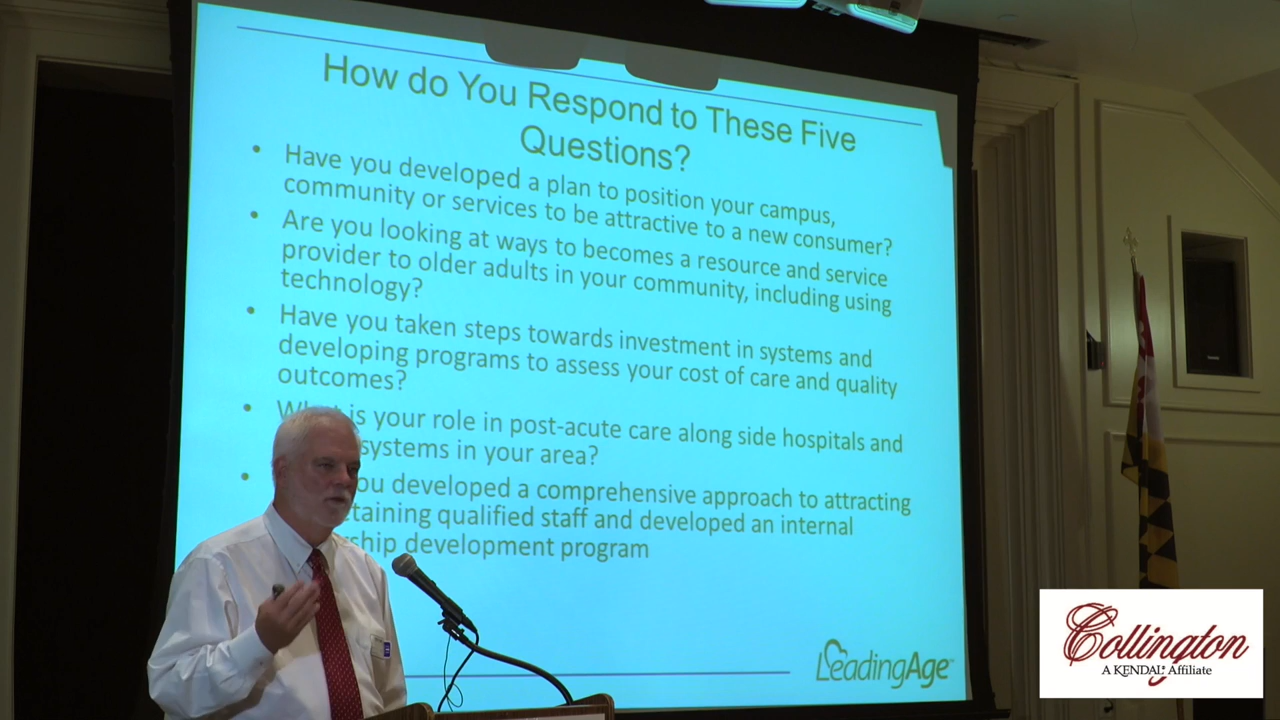 How do You Respond to These Five
Questions?
• Have you developed a plan to position your campus,
community or services to be attractive to a new consumer?
• Are you looking at ways to becomes a resource and service
provider to older adults in your community, including using
technology?
• Have you taken steps towards investment in systems and
developing programs to assess your cost of care and quality
outcomes?
• What is your role in post-acute care along side hospitals and
systems in your area?
• you developed a comprehensive approach to attracting
qualified staff and developed an internal
development program
LeadingAge
Collington
A KENDAL Affiliate